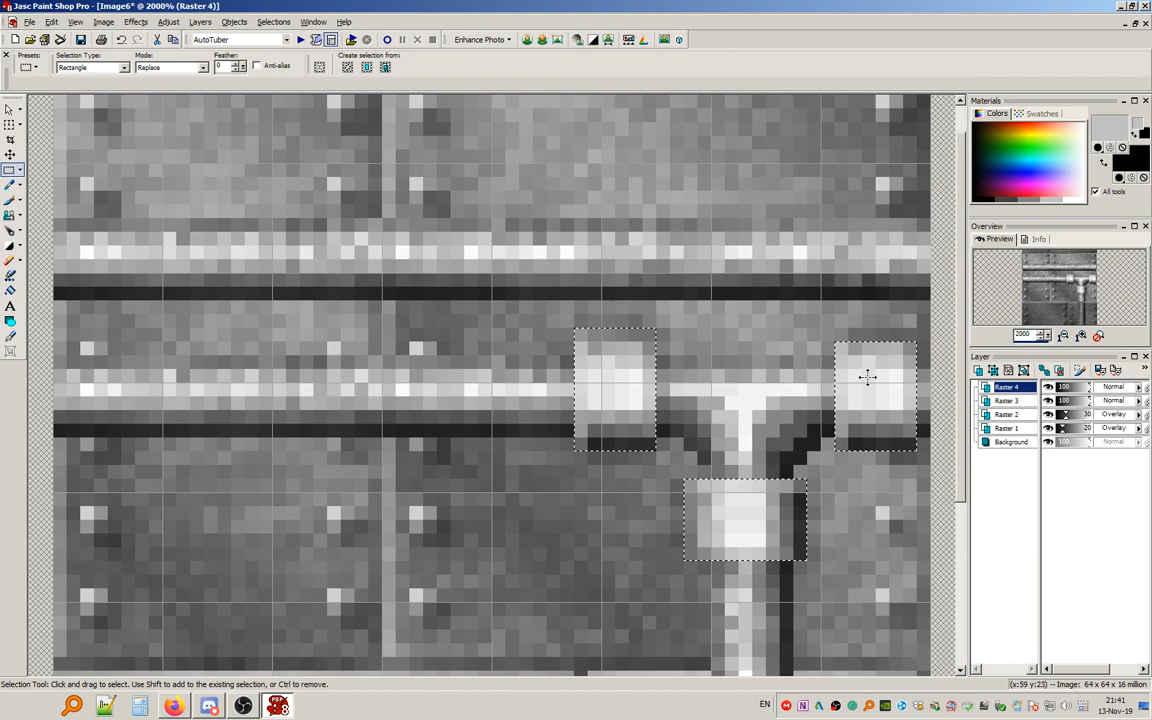 Jasc Paint Shop Pro - [Image6* @ 2000% (Raster 4)]
File Edit View Image Effects Adjust Layers Objects Selections Window Help
AutoTuber Enhance Photo
Presets: Selection Type: Mode: Feather: Create selection from:
Rectangle Replace 0 Anti-alias
Materials
Colors Swatches
All tools
Overview
Preview Info
2000
Layer
Raster 4 100 Normal
Raster 3 100 Normal
Raster 2 30 Overlay
Raster 1 20 Overlay
Background 100 Normal
Selection Tool: Click and drag to select. Use Shift to add to the existing selection, or Ctrl to remove.
(x:59 y:23) -- Image: 64 x 64 x 16 million
EN
21:41
13-Nov-19